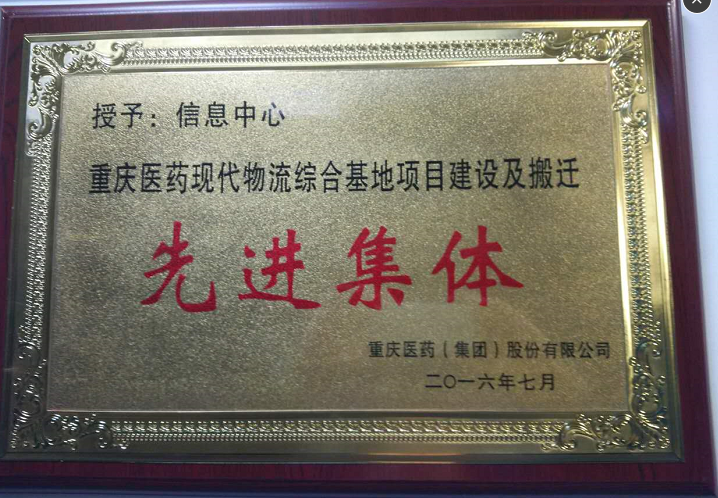 授予：信息中心
重庆医药现代物流综合基地项目建设及搬迁
先进集体
重庆医药（集团）股份有限公司
二〇一六年七月